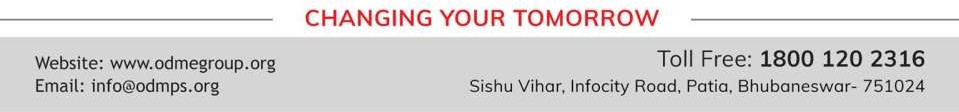 CHANGING YOUR TOMORROW
Website: www.odmegroup.org
Email: info@odmps.org
Toll Free: 1800 120 2316
Sishu Vihar, Infocity Road, Patia, Bhubaneswar- 751024